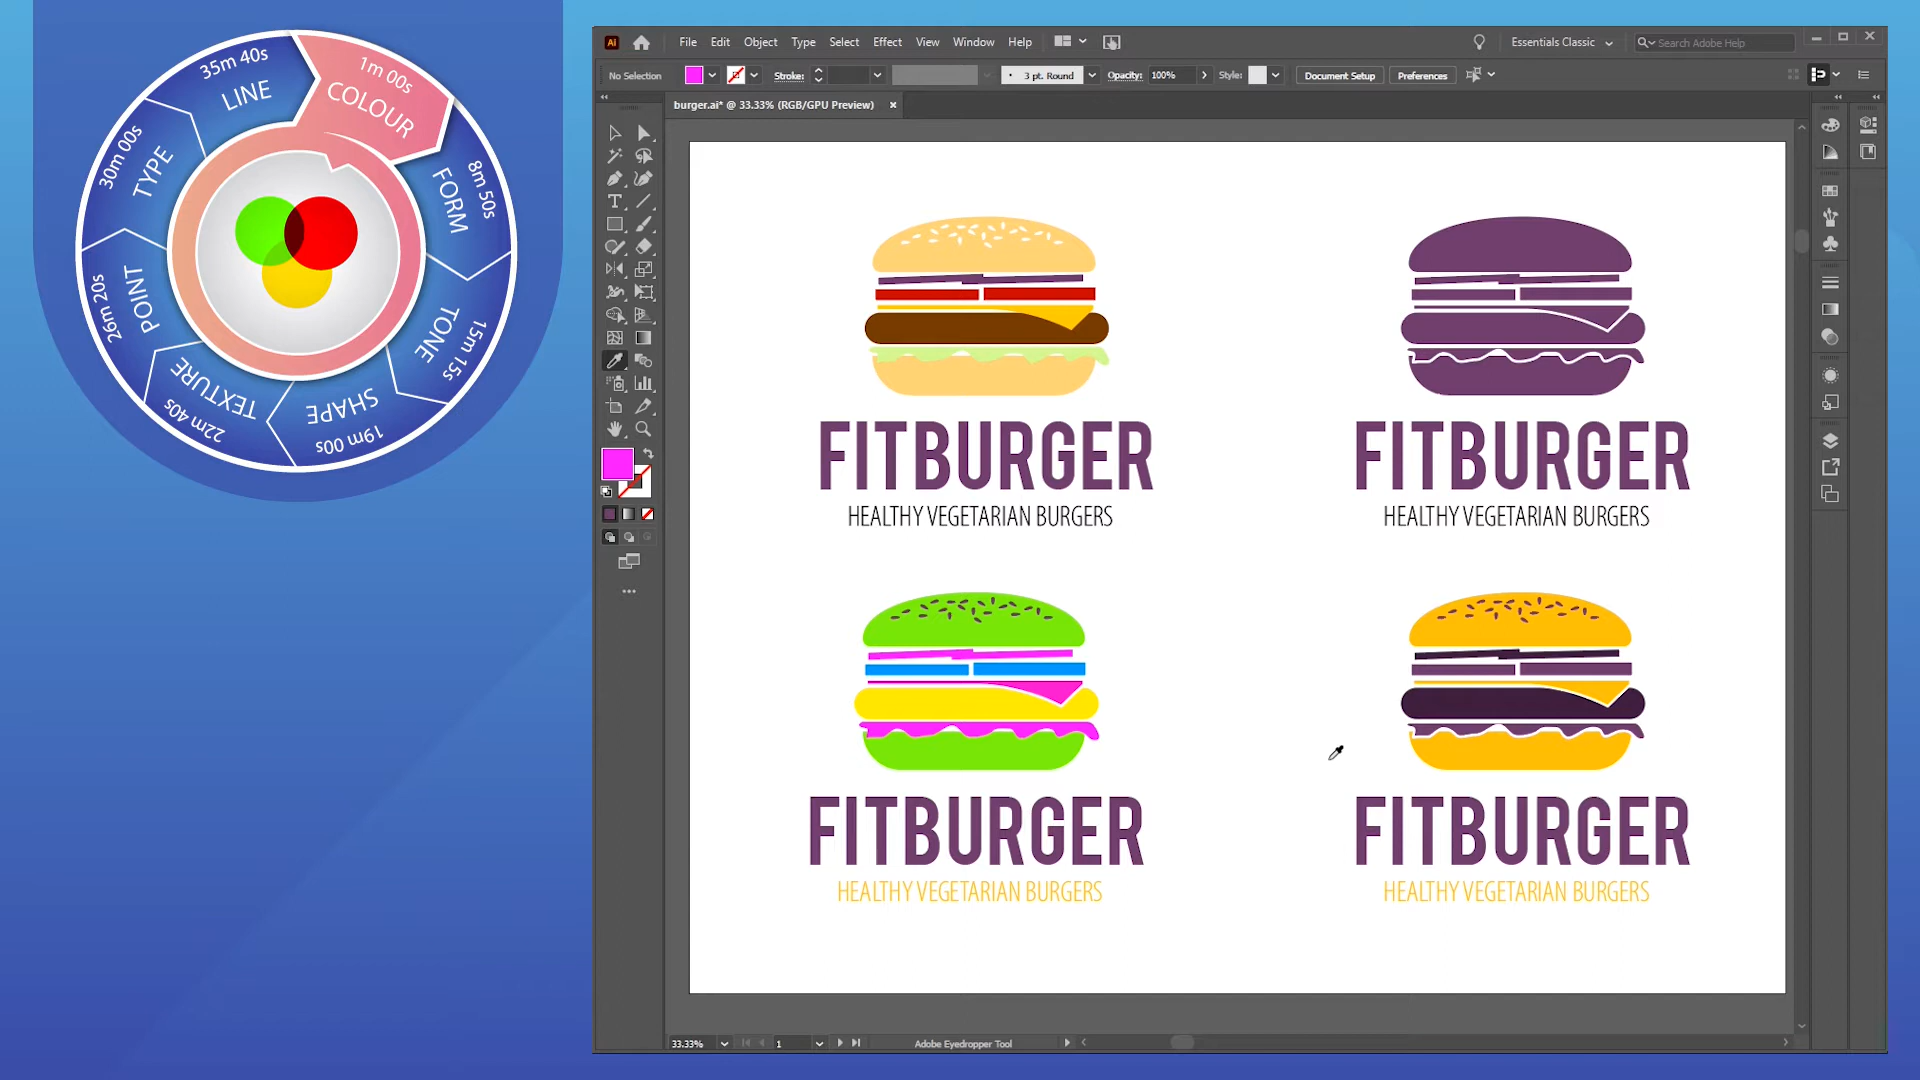 35m 40s
LINE
1m 00s
COLOUR
8m 50s
FORM
15m 15s
TONE
19m 00s
SHAPE
22m 40s
TEXTURE
26m 20s
POINT
30m 00s
TYPE
Ai File Edit Object Type Select Effect View Window Help Essentials Classic Search Adobe Help
No Selection Stroke: 3 pt. Round Opacity: 100% Style: Document Setup Preferences
burger.ai* @ 33.33% (RGB/GPU Preview)
FITBURGER
HEALTHY VEGETARIAN BURGERS
FITBURGER
HEALTHY VEGETARIAN BURGERS
FITBURGER
HEALTHY VEGETARIAN BURGERS
FITBURGER
HEALTHY VEGETARIAN BURGERS
33.33% 1 Adobe Eyedropper Tool